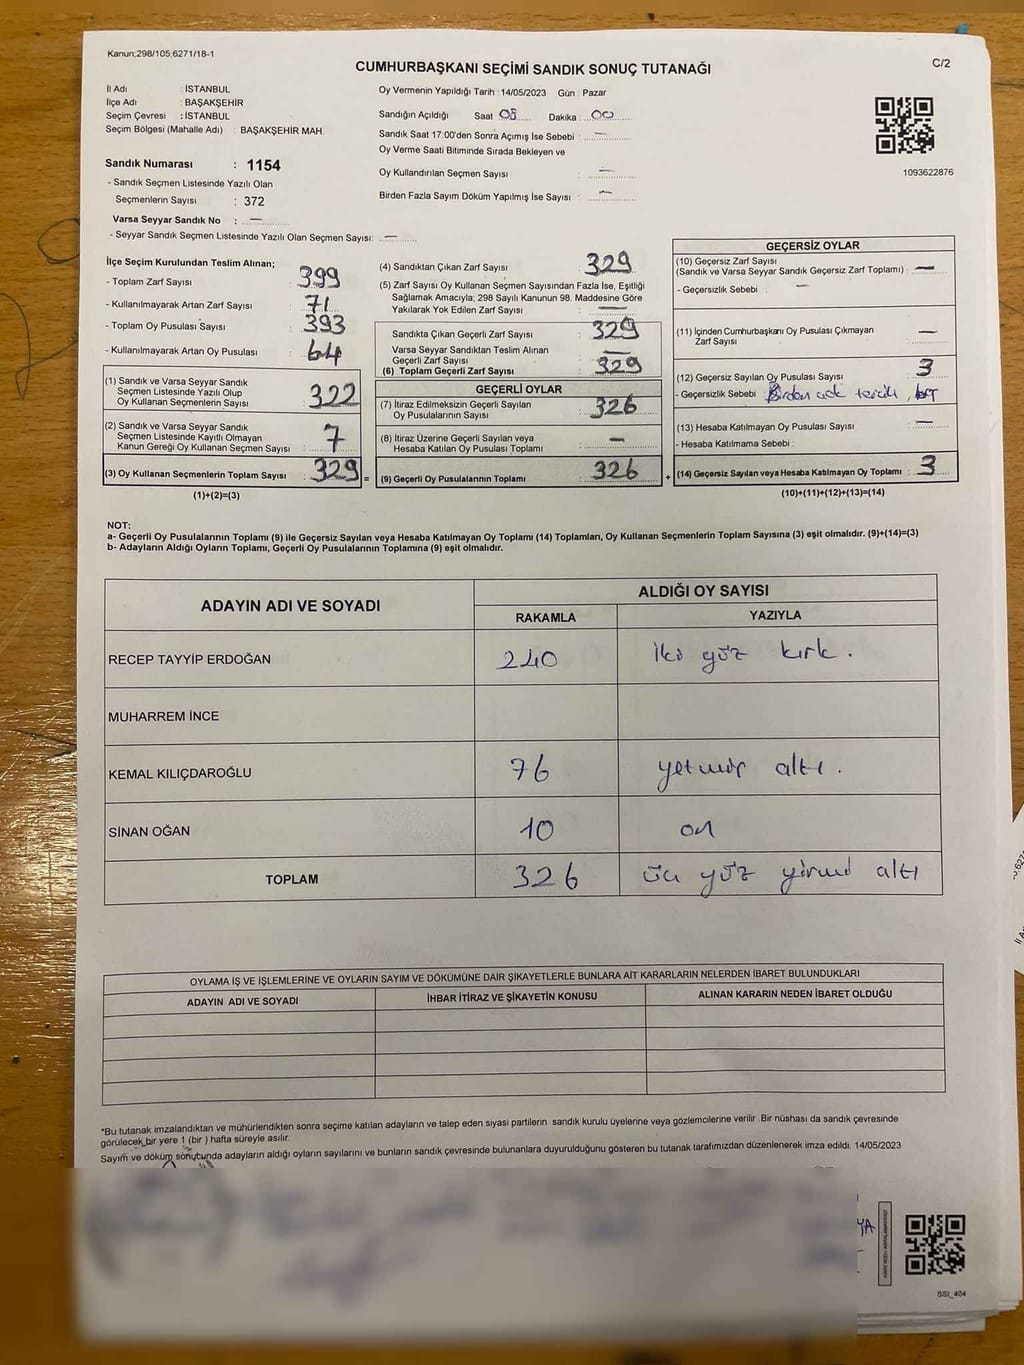 Kanun;298/105;6271/18-1
C/2
CUMHURBAŞKANI SEÇİMİ SANDIK SONUÇ TUTANAĞI
İl Adı : İSTANBUL
İlçe Adı : BAŞAKŞEHİR
Seçim Çevresi : İSTANBUL
Seçim Bölgesi (Mahalle Adı) : BAŞAKŞEHİR MAH.
Sandık Numarası : 1154
- Sandık Seçmen Listesinde Yazılı Olan
Seçmenlerin Sayısı : 372
Varsa Seyyar Sandık No : —
- Seyyar Sandık Seçmen Listesinde Yazılı Olan Seçmen Sayısı: —
Oy Vermenin Yapıldığı Tarih : 14/05/2023 Gün : Pazar
Sandığın Açıldığı Saat 08 Dakika : 00
Sandık Saat 17:00'den Sonra Açımış İse Sebebi : —
Oy Verme Saati Bitiminde Sırada Bekleyen ve
Oy Kullandırılan Seçmen Sayısı : —
Birden Fazla Sayım Döküm Yapılmış İse Sayısı : —
1093622876
İlçe Seçim Kurulundan Teslim Alınan;
- Toplam Zarf Sayısı : 399
- Kullanılmayarak Artan Zarf Sayısı : 71
- Toplam Oy Pusulası Sayısı : 393
- Kullanılmayarak Artan Oy Pusulası : 64
(1) Sandık ve Varsa Seyyar Sandık
Seçmen Listesinde Yazılı Olup
Oy Kullanan Seçmenlerin Sayısı : 322
(2) Sandık ve Varsa Seyyar Sandık
Seçmen Listesinde Kayıtlı Olmayan
Kanun Gereği Oy Kullanan Seçmen Sayısı : 7
(3) Oy Kullanan Seçmenlerin Toplam Sayısı : 329 =
(1)+(2)=(3)
(4) Sandıktan Çıkan Zarf Sayısı : 329
(5) Zarf Sayısı Oy Kullanan Seçmen Sayısından Fazla İse, Eşitliği
Sağlamak Amacıyla; 298 Sayılı Kanunun 98. Maddesine Göre
Yakılarak Yok Edilen Zarf Sayısı : —
Sandıkta Çıkan Geçerli Zarf Sayısı : 329
Varsa Seyyar Sandıktan Teslim Alınan
Geçerli Zarf Sayısı : —
(6) Toplam Geçerli Zarf Sayısı : 329
GEÇERLİ OYLAR
(7) İtiraz Edilmeksizin Geçerli Sayılan
Oy Pusulalarının Sayısı : 326
(8) İtiraz Üzerine Geçerli Sayılan veya
Hesaba Katılan Oy Pusulası Toplamı : —
(9) Geçerli Oy Pusulalarının Toplamı : 326 +
GEÇERSİZ OYLAR
(10) Geçersiz Zarf Sayısı
(Sandık ve Varsa Seyyar Sandık Geçersiz Zarf Toplamı) : —
- Geçersizlik Sebebi : —
(11) İçinden Cumhurbaşkanı Oy Pusulası Çıkmayan
Zarf Sayısı : —
(12) Geçersiz Sayılan Oy Pusulası Sayısı : 3
- Geçersizlik Sebebi : Birden çok tercih,
(13) Hesaba Katılmayan Oy Pusulası Sayısı : —
- Hesaba Katılmama Sebebi :
(14) Geçersiz Sayılan veya Hesaba Katılmayan Oy Toplamı : 3
(10)+(11)+(12)+(13)=(14)
NOT:
a- Geçerli Oy Pusulalarının Toplamı (9) ile Geçersiz Sayılan veya Hesaba Katılmayan Oy Toplamı (14) Toplamları, Oy Kullanan Seçmenlerin Toplam Sayısına (3) eşit olmalıdır. (9)+(14)=(3)
b- Adayların Aldığı Oyların Toplamı, Geçerli Oy Pusulalarının Toplamına (9) eşit olmalıdır.
ADAYIN ADI VE SOYADI
ALDIĞI OY SAYISI
RAKAMLA YAZIYLA
RECEP TAYYİP ERDOĞAN 240 iki yüz kırk.
MUHARREM İNCE
KEMAL KILIÇDAROĞLU 76 yetmiş altı.
SİNAN OĞAN 10 on
TOPLAM 326 üç yüz yirmi altı
OYLAMA İŞ VE İŞLEMLERİNE VE OYLARIN SAYIM VE DÖKÜMÜNE DAİR ŞİKAYETLERLE BUNLARA AİT KARARLARIN NELERDEN İBARET BULUNDUKLARI
ADAYIN ADI VE SOYADI İHBAR İTİRAZ VE ŞİKAYETİN KONUSU ALINAN KARARIN NEDEN İBARET OLDUĞU
*Bu tutanak imzalandıktan ve mühürlendikten sonra seçime katılan adayların ve talep eden siyasi partilerin sandık kurulu üyelerine veya gözlemcilerine verilir .Bir nüshası da sandık çevresinde
görülecek bir yere 1 (bir ) hafta süreyle asılır.
Sayım ve döküm sonucunda adayların aldığı oyların sayılarını ve bunların sandık çevresinde bulunanlara duyurulduğunu gösteren bu tutanak tarafımızdan düzenlenerek imza edildi. 14/05/2023
YA
SSİ_404